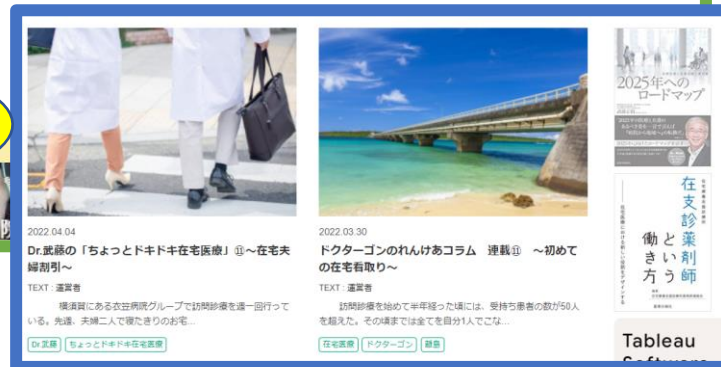 2022.04.04
Dr.武藤の「ちょっとドキドキ在宅医療」⑪～在宅夫
婦割引～
TEXT : 運営者
横須賀にある衣笠病院グループで訪問診療を週一回行って
いる。先週、夫婦二人で寝たきりのお宅...
Dr.武藤 ちょっとドキドキ在宅医療
2022.03.30
ドクターゴンのれんけあコラム 連載⑪ ～初めて
の在宅看取り～
TEXT : 運営者
訪問診療を始めて半年経った頃には、受持ち患者の数が50人
を超えた。その頃までは全てを自分1人でこな...
在宅医療 ドクターゴン 離島
2025年への
ロードマップ
在支診薬剤師
という
働き方
Tableau
Software